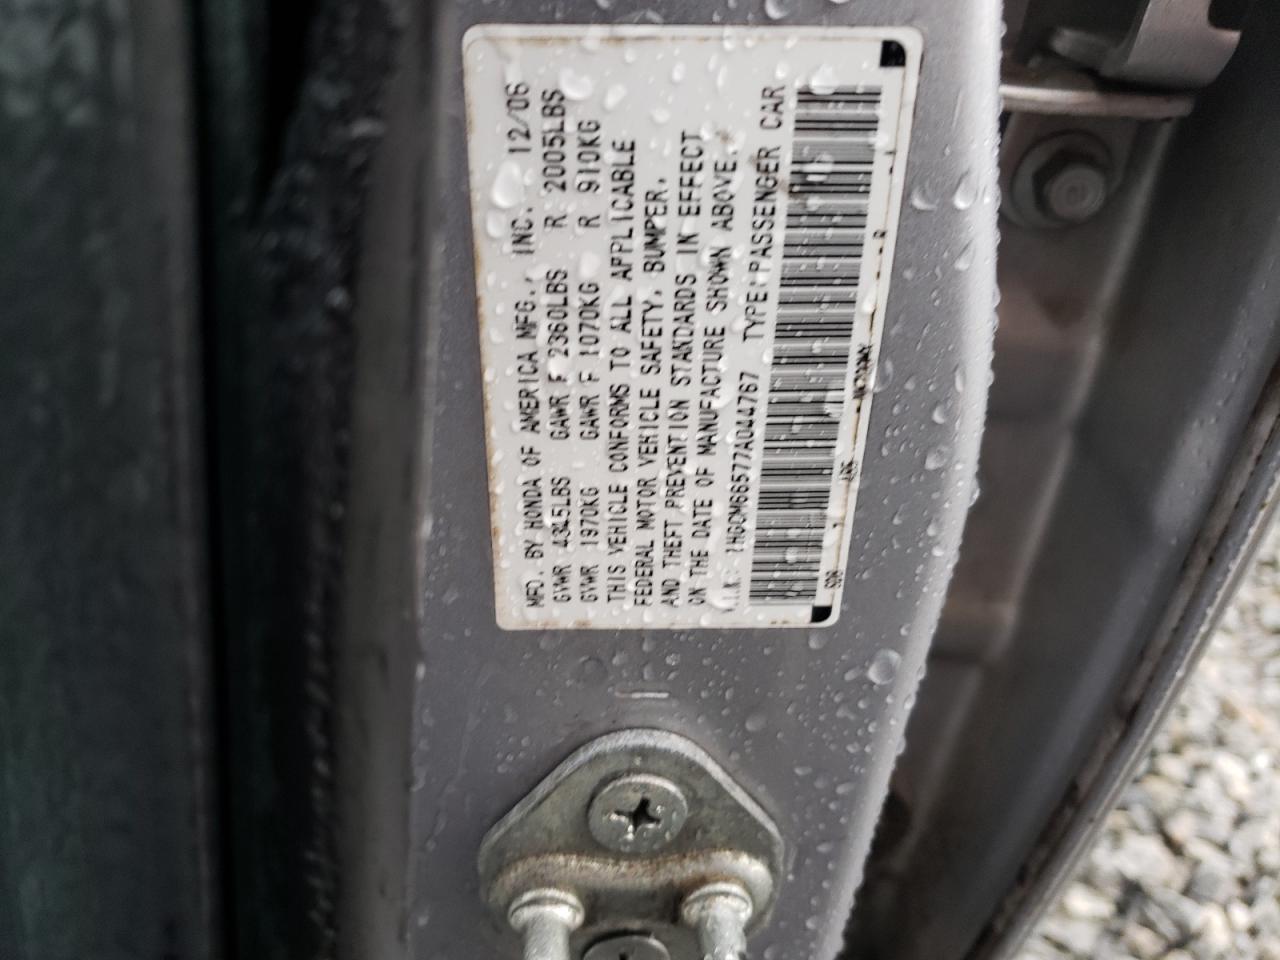 MFD. BY HONDA OF AMERICA MFG., INC. 12/06
GVWR 4345LBS GAWR F 2360LBS R 2005LBS
GVWR 1970KG GAWR F 1070KG R 910KG
THIS VEHICLE CONFORMS TO ALL APPLICABLE
FEDERAL MOTOR VEHICLE SAFETY, BUMPER,
AND THEFT PREVENTION STANDARDS IN EFFECT
ON THE DATE OF MANUFACTURE SHOWN ABOVE.
V.I.N.: 1HGCM66577A044767 TYPE: PASSENGER CAR